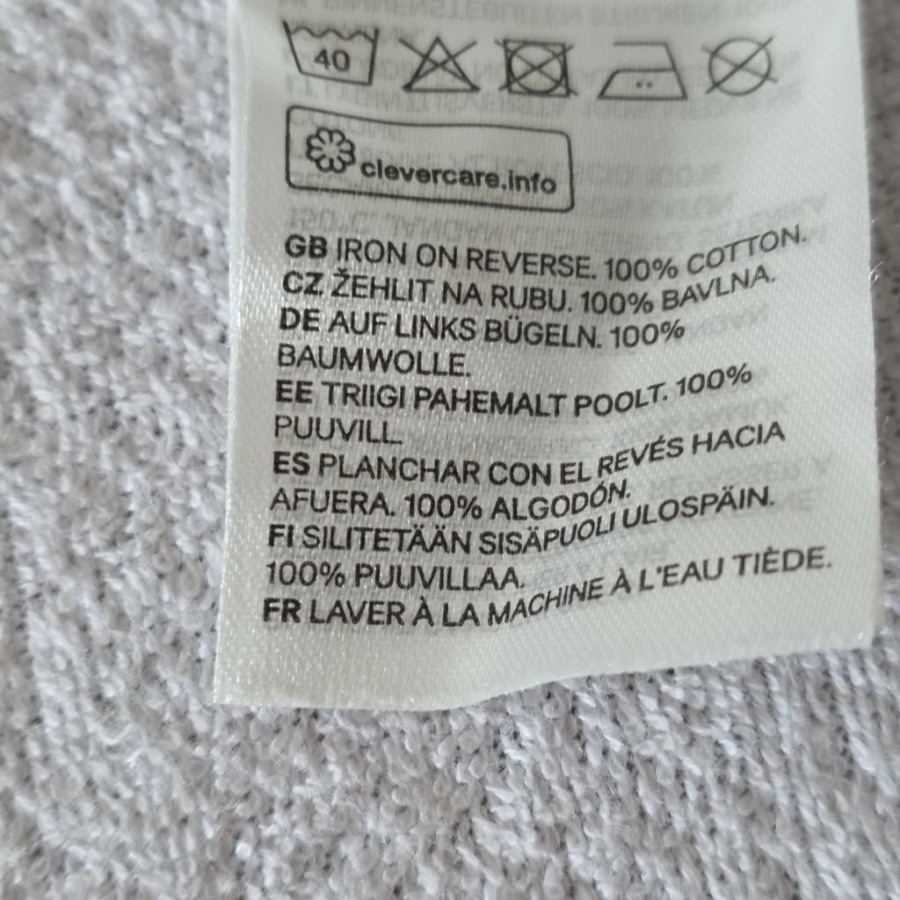 40
clevercare.info
GB IRON ON REVERSE. 100% COTTON.
CZ ŽEHLIT NA RUBU. 100% BAVLNA.
DE AUF LINKS BÜGELN. 100%
BAUMWOLLE.
EE TRIIGI PAHEMALT POOLT. 100%
PUUVILL.
ES PLANCHAR CON EL REVÉS HACIA
AFUERA. 100% ALGODÓN.
FI SILITETÄÄN SISÄPUOLI ULOSPÄIN.
100% PUUVILLAA.
FR LAVER À LA MACHINE À L'EAU TIÈDE.